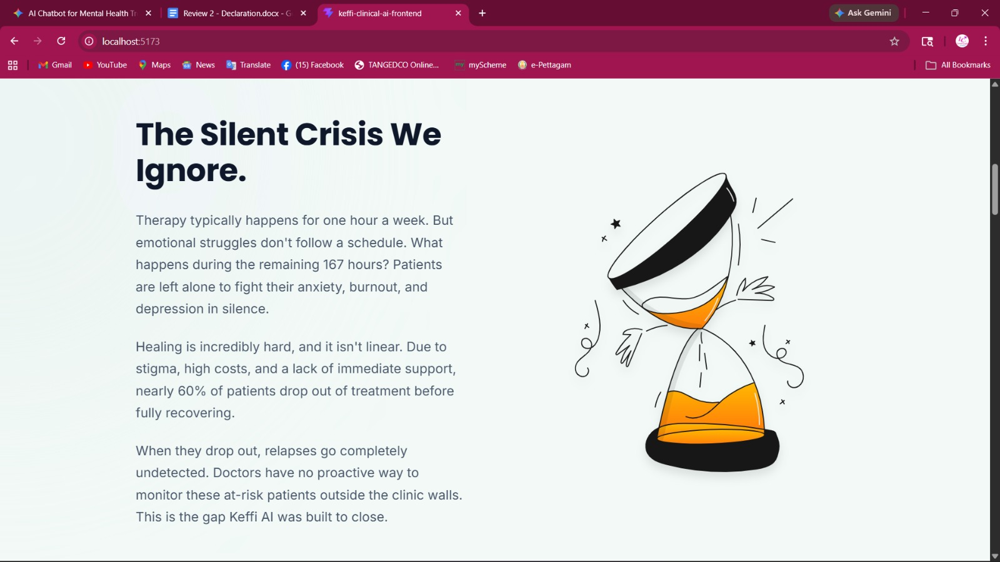 AI Chatbot for Mental Health Tr
Review 2 - Declaration.docx - G
keffi-clinical-ai-frontend
Ask Gemini
localhost:5173
Gmail
YouTube
Maps
News
Translate
(15) Facebook
TANGEDCO Online...
my
myScheme
e-Pettagam
All Bookmarks
The Silent Crisis We
Ignore.
Therapy typically happens for one hour a week. But
emotional struggles don't follow a schedule. What
happens during the remaining 167 hours? Patients
are left alone to fight their anxiety, burnout, and
depression in silence.
Healing is incredibly hard, and it isn't linear. Due to
stigma, high costs, and a lack of immediate support,
nearly 60% of patients drop out of treatment before
fully recovering.
When they drop out, relapses go completely
undetected. Doctors have no proactive way to
monitor these at-risk patients outside the clinic walls.
This is the gap Keffi AI was built to close.